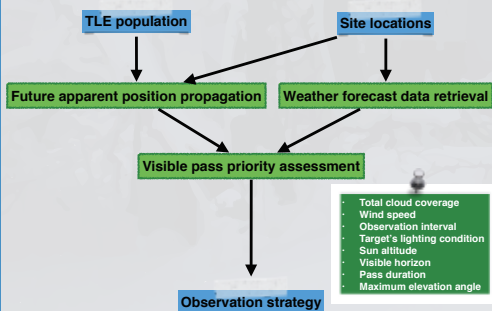 TLE population
Site locations
Future apparent position propagation
Weather forecast data retrieval
Visible pass priority assessment
· Total cloud coverage
· Wind speed
· Observation interval
· Target's lighting condition
· Sun altitude
· Visible horizon
· Pass duration
· Maximum elevation angle
Observation strategy